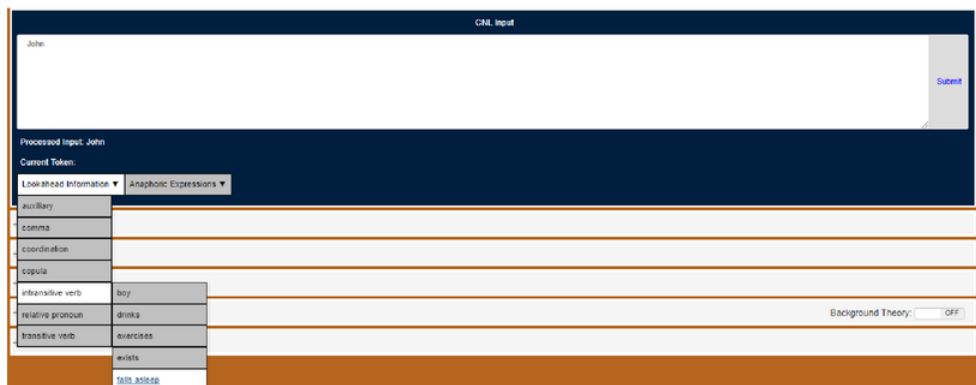 CNL Input
John
Submit
Processed Input: John
Current Token:
Lookahead Information ▼ Anaphoric Expressions ▼
auxiliary
comma
coordination
copula
intransitive verb boy
relative pronoun drinks
Background Theory: OFF
transitive verb exercises
exists
falls asleep